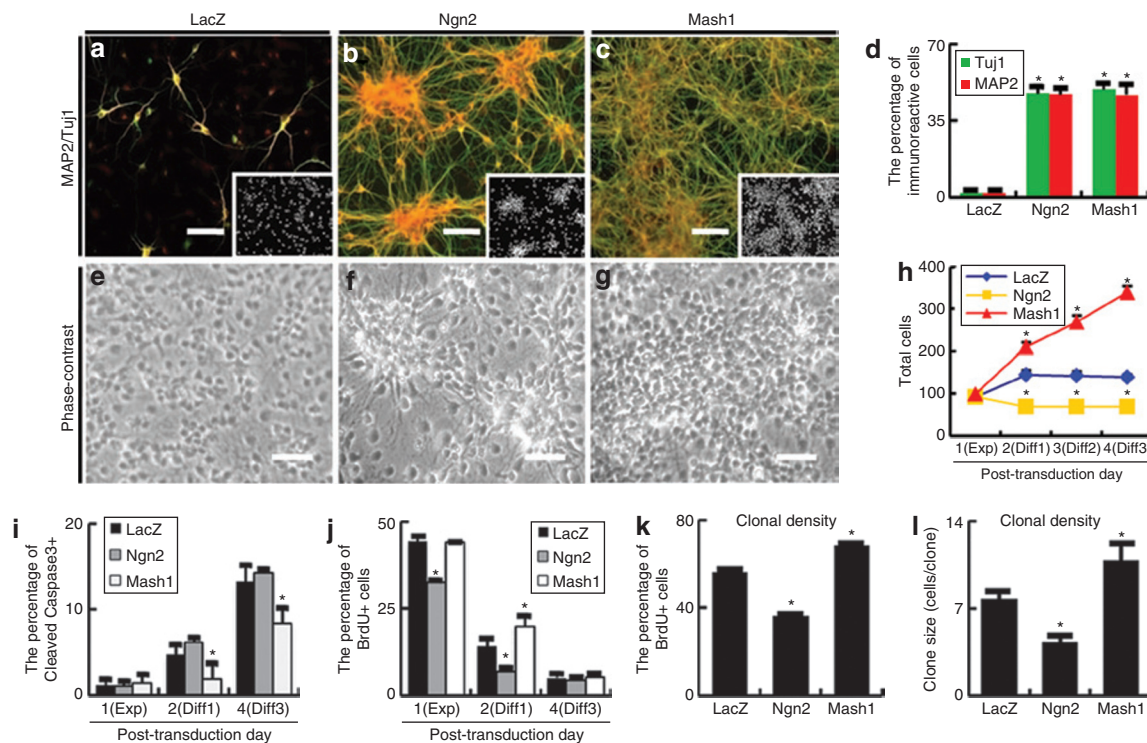 LacZ
Ngn2
Mash1
MAP2/Tuj1
a
b
c
d
The percentage of
immunoreactive cells
70
35
0
Tuj1
MAP2
* * * *
LacZ
Ngn2
Mash1
Phase-contrast
e
f
g
h
Total cells
400
300
200
150
100
50
0
LacZ
Ngn2
Mash1
* * *
* * *
1(Exp) 2(Diff1) 3(Diff2) 4(Diff3
Post-transduction day
i
The percentage of
Cleaved Caspase3+
20
10
0
LacZ
Ngn2
Mash1
* *
1(Exp) 2(Diff1) 4(Diff3)
Post-transduction day
j
The percentage of
BrdU+ cells
50
25
0
LacZ
Ngn2
Mash1
* * *
1(Exp) 2(Diff1) 4(Diff3)
Post-transduction day
k
Clonal density
The percentage of
BrdU+ cells
80
40
0
* *
LacZ
Ngn2
Mash1
l
Clonal density
Clone size (cells/clone)
14
7
0
* *
LacZ
Ngn2
Mash1